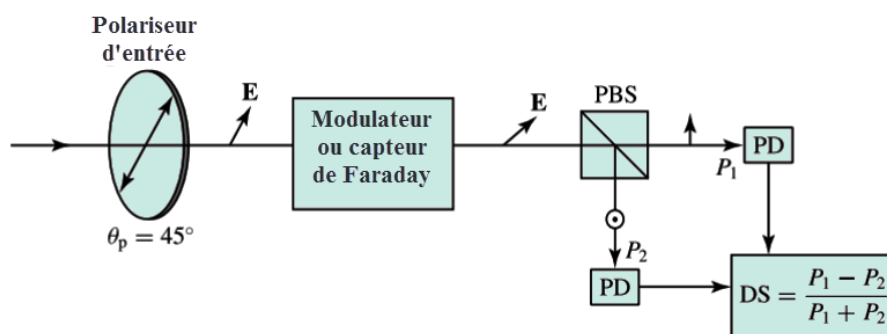 Polariseur
d'entrée
E
Modulateur
ou capteur
de Faraday
E
PBS
P₁
PD
θₚ = 45°
P₂
PD
DS = (P₁ − P₂)/(P₁ + P₂)